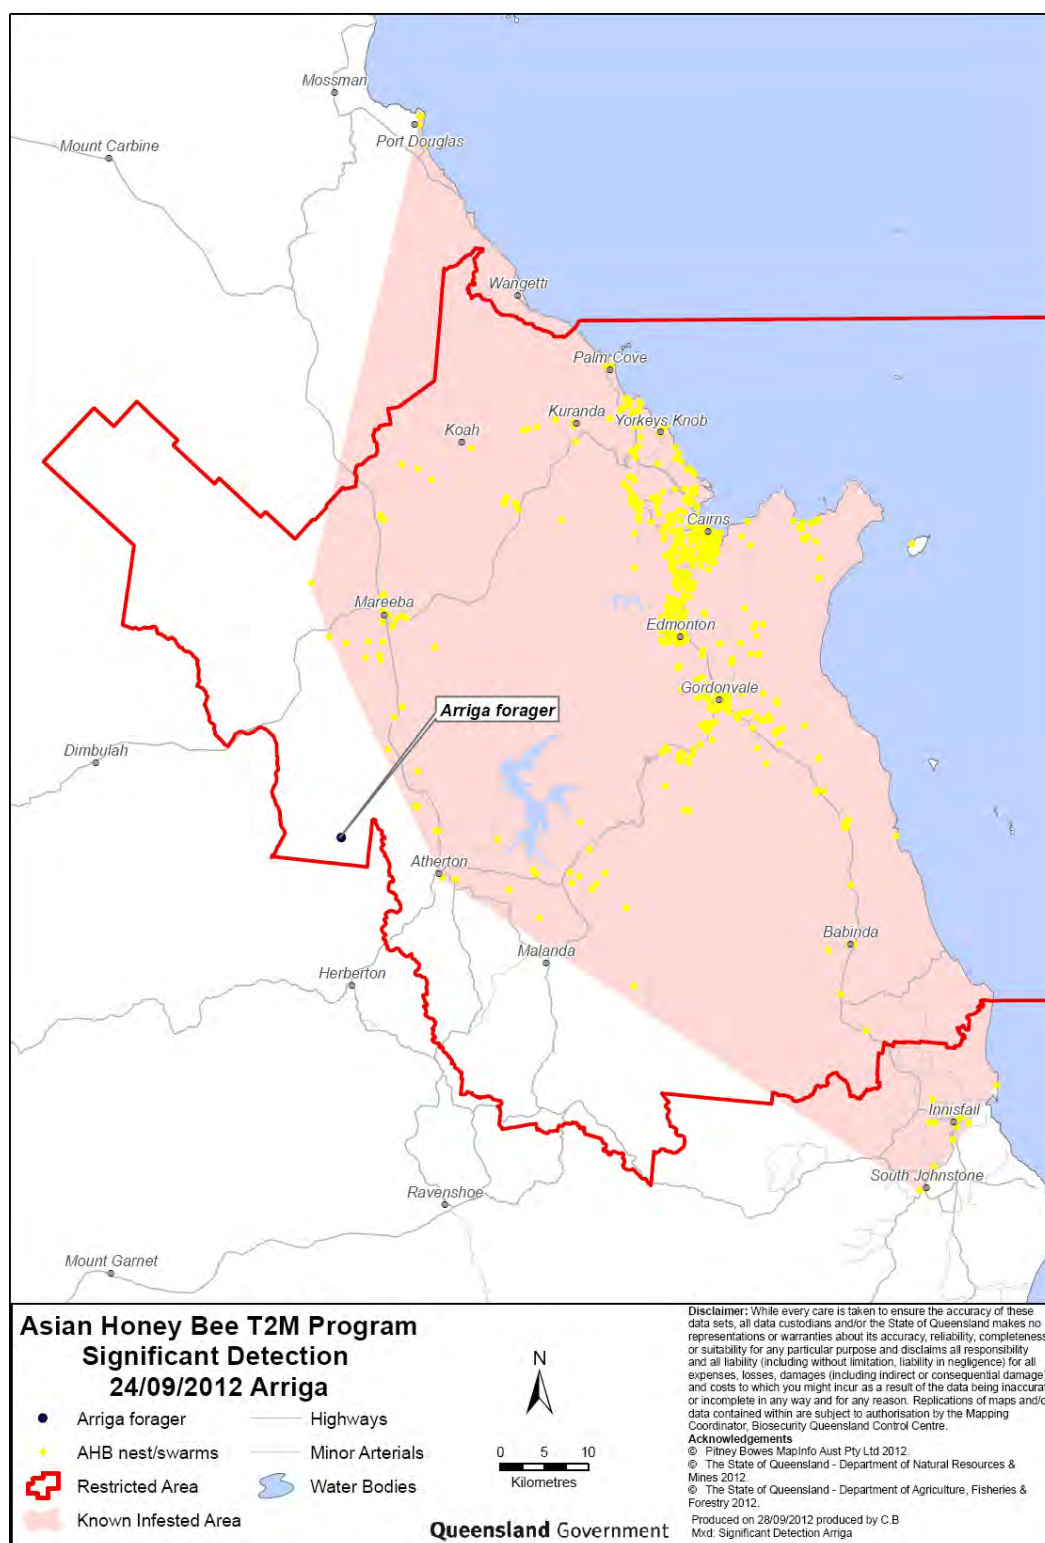 Mossman
Port Douglas
Mount Carbine
Wangetti
Palm Cove
Kuranda
Yorkeys Knob
Koah
Cairns
Mareeba
Edmonton
Gordonvale
Arriga forager
Dimbulah
Atherton
Babinda
Malanda
Herberton
Innisfail
South Johnstone
Ravenshoe
Mount Garnet
Asian Honey Bee T2M Program
Significant Detection
24/09/2012 Arriga
Arriga forager
AHB nest/swarms
Restricted Area
Known Infested Area
Highways
Minor Arterials
Water Bodies
N
0 5 10
Kilometres
Queensland Government
Disclaimer: While every care is taken to ensure the accuracy of these
data sets, all data custodians and/or the State of Queensland makes no
representations or warranties about its accuracy, reliability, completeness
or suitability for any particular purpose and disclaims all responsibility
and all liability (including without limitation, liability in negligence) for all
expenses, losses, damages (including indirect or consequential damage)
and costs to which you might incur as a result of the data being inaccurat
or incomplete in any way and for any reason. Replications of maps and/o
data contained within are subject to authorisation by the Mapping
Coordinator, Biosecurity Queensland Control Centre.
Acknowledgements
© Pitney Bowes MapInfo Aust Pty Ltd 2012.
© The State of Queensland - Department of Natural Resources &
Mines 2012.
© The State of Queensland - Department of Agriculture, Fisheries &
Forestry 2012.
Produced on 28/09/2012 produced by C.B
Mxd: Significant Detection Arriga